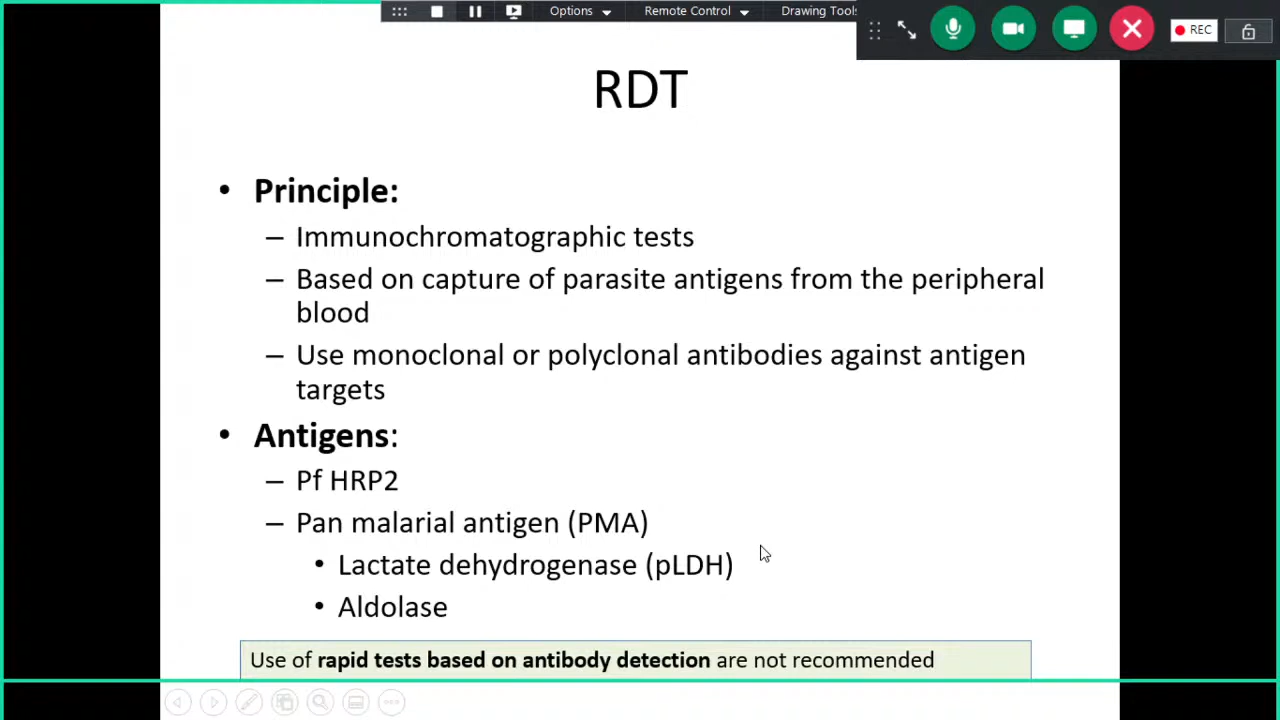 Options
Remote Control
Drawing Tools
REC
RDT
• Principle:
– Immunochromatographic tests
– Based on capture of parasite antigens from the peripheral
blood
– Use monoclonal or polyclonal antibodies against antigen
targets
• Antigens:
– Pf HRP2
– Pan malarial antigen (PMA)
• Lactate dehydrogenase (pLDH)
• Aldolase
Use of rapid tests based on antibody detection are not recommended